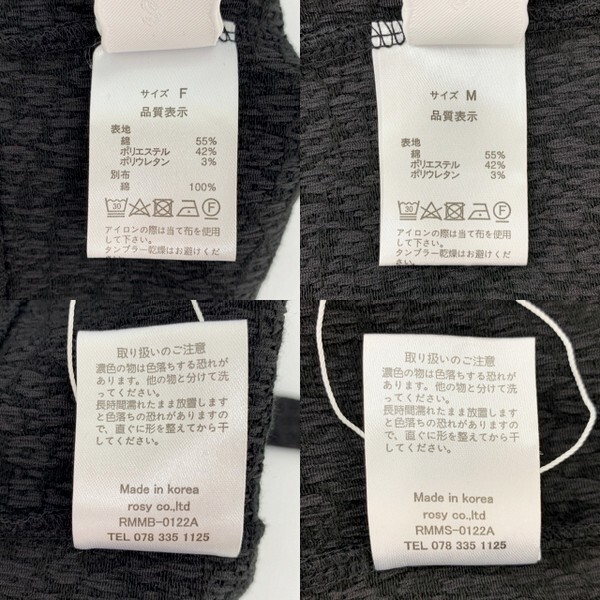 サイズ F
品質表示
表地
綿 55%
ポリエステル 42%
ポリウレタン 3%
別布
綿 100%
30
F
アイロンの際は当て布を使用
して下さい。
タンブラー乾燥はお避けくだ
サイズ M
品質表示
表地
綿 55%
ポリエステル 42%
ポリウレタン 3%
30
F
アイロンの際は当て布を使用
して下さい。
タンブラー乾燥はお避けくだ
取り扱いのご注意
濃色の物は色落ちする恐れが
あります。他の物と分けて洗
ってください。
長時間濡れたまま放置します
と色落ちの恐れがありますの
で、直ぐに形を整えてから干
してください。
Made in korea
rosy co.,ltd
RMMB-0122A
TEL 078 335 1125
取り扱いのご注意
濃色の物は色落ちする恐れが
あります。他の物と分けて洗
ってください。
長時間濡れたまま放置します
と色落ちの恐れがありますの
で、直ぐに形を整えてから干
してください。
Made in korea
rosy co.,ltd
RMMS-0122A
TEL 078 335 1125